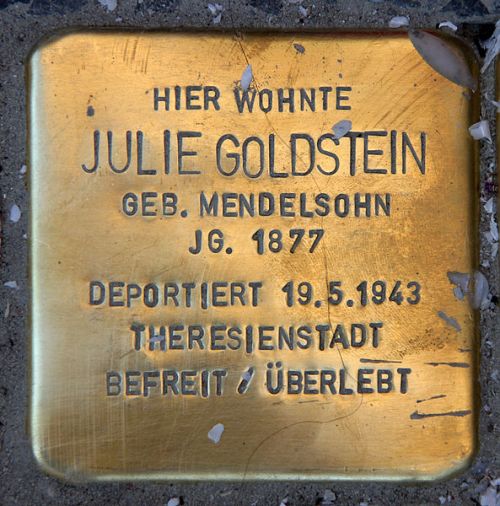 HIER WOHNTE
JULIE GOLDSTEIN
GEB. MENDELSOHN
JG. 1877
DEPORTIERT 19.5.1943
THERESIENSTADT
BEFREIT / ÜBERLEBT